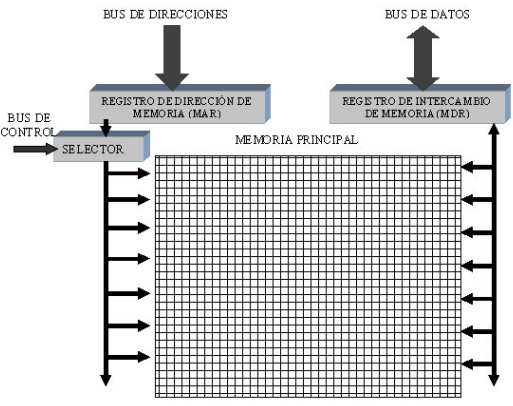 BUS DE DIRECCIONES
BUS DE DATOS
REGISTRO DE DIRECCIÓN DE
MEMORIA (MAR)
REGISTRO DE INTERCAMBIO
DE MEMORIA (MDR)
BUS DE
CONTROL
SELECTOR
MEMORIA PRINCIPAL